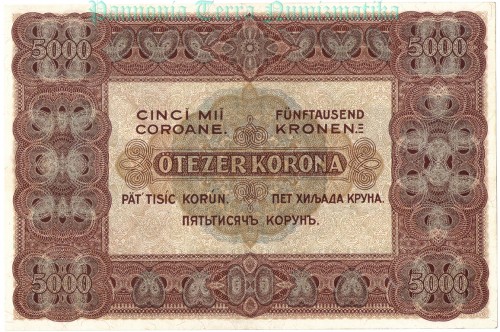 Pannonia Terra Numizmatika
5000 5000
CINCI MII FÜNFTAUSEND
COROANE. KRONEN.
ÖTEZER KORONA
PÄT TISÍC KORÚN. ПЕТ ХИЉАДА КРУНА.
ПЯТЬТИСЯЧЪ КОРУНЪ.
5000 5000